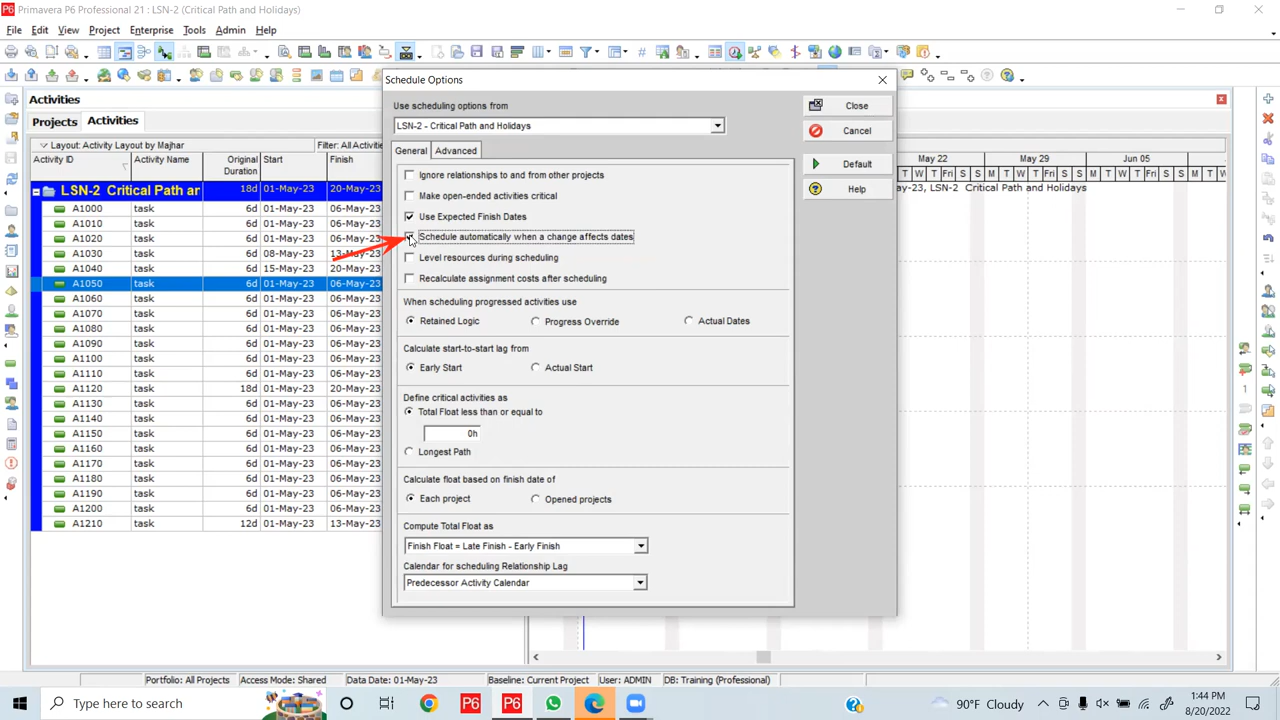 Primavera P6 Professional 21 : LSN-2 (Critical Path and Holidays)
File Edit View Project Enterprise Tools Admin Help
Activities
Projects Activities
Layout: Activity Layout by Majhar Filter: All Activities
Activity ID Activity Name Original Duration Start Finish
LSN-2 Critical Path ar 18d 01-May-23 20-May-23
A1000 task 6d 01-May-23 06-May-23
A1010 task 6d 01-May-23 06-May-23
A1020 task 6d 01-May-23 06-May-23
A1030 task 6d 08-May-23 13-May-23
A1040 task 6d 15-May-23 20-May-23
A1050 task 6d 01-May-23 06-May-23
A1060 task 6d 01-May-23 06-May-23
A1070 task 6d 01-May-23 06-May-23
A1080 task 6d 01-May-23 06-May-23
A1090 task 6d 01-May-23 06-May-23
A1100 task 6d 01-May-23 06-May-23
A1110 task 6d 01-May-23 06-May-23
A1120 task 18d 01-May-23 20-May-23
A1130 task 6d 01-May-23 06-May-23
A1140 task 6d 01-May-23 06-May-23
A1150 task 6d 01-May-23 06-May-23
A1160 task 6d 01-May-23 06-May-23
A1170 task 6d 01-May-23 06-May-23
A1180 task 6d 01-May-23 06-May-23
A1190 task 6d 01-May-23 06-May-23
A1200 task 6d 01-May-23 06-May-23
A1210 task 12d 01-May-23 13-May-23
Schedule Options
Use scheduling options from
LSN-2 - Critical Path and Holidays
General Advanced
Ignore relationships to and from other projects
Make open-ended activities critical
Use Expected Finish Dates
Schedule automatically when a change affects dates
Level resources during scheduling
Recalculate assignment costs after scheduling
When scheduling progressed activities use
Retained Logic Progress Override Actual Dates
Calculate start-to-start lag from
Early Start Actual Start
Define critical activities as
Total Float less than or equal to
0h
Longest Path
Calculate float based on finish date of
Each project Opened projects
Compute Total Float as
Finish Float = Late Finish - Early Finish
Calendar for scheduling Relationship Lag
Predecessor Activity Calendar
Close
Cancel
Default
Help
May 22 May 29 Jun 05
T W T Fri S S M T W T Fri S S M T W T Fri S S M T W T
ay-23, LSN-2 Critical Path and Holidays
Portfolio: All Projects Access Mode: Shared Data Date: 01-May-23 Baseline: Current Project User: ADMIN DB: Training (Professional)
Type here to search
P6 P6
90°F Cloudy
1:44 PM
8/20/2022